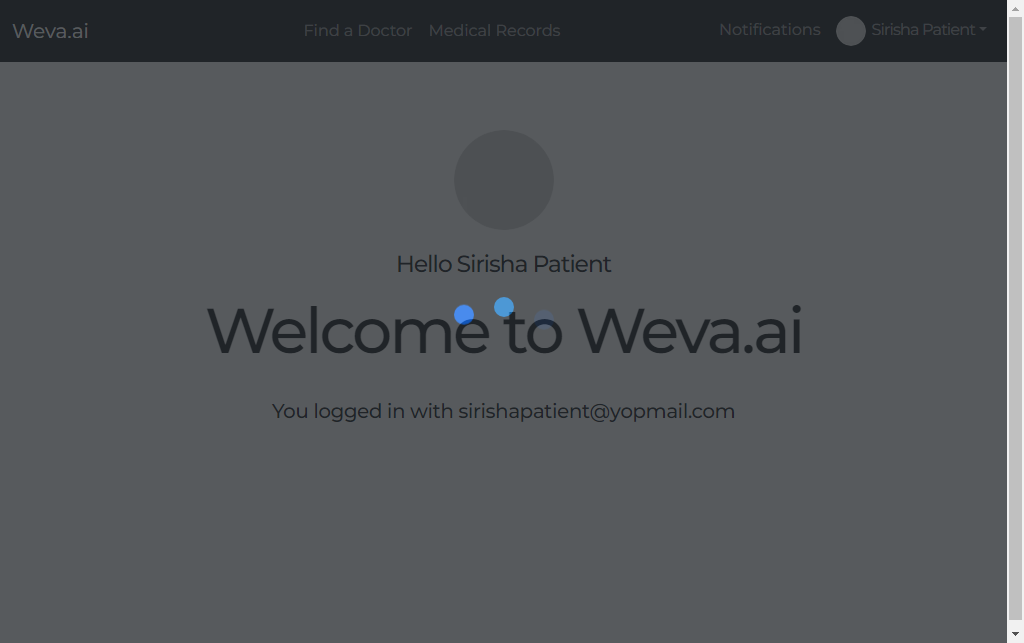 Weva.ai
Find a Doctor
Medical Records
Notifications
Sirisha Patient
Hello Sirisha Patient
Welcome to Weva.ai
You logged in with sirishapatient@yopmail.com